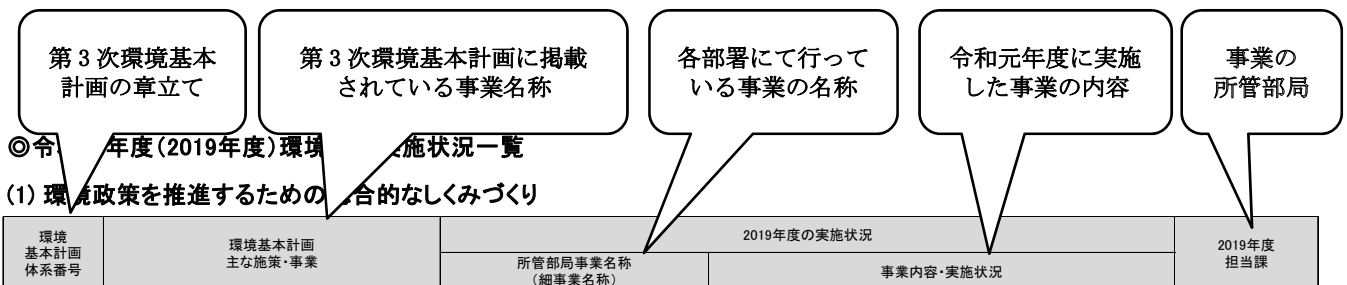 第3次環境基本
計画の章立て
第3次環境基本計画に掲載
されている事業名称
各部署にて行って
いる事業の名称
令和元年度に実施
した事業の内容
事業の
所管部局
◎令 年度(2019年度)環境 施状況一覧
(1) 環境政策を推進するための 合的なしくみづくり
環境
基本計画
体系番号
環境基本計画
主な施策・事業
2019年度の実施状況
所管部局事業名称
(細事業名称)
事業内容・実施状況
2019年度
担当課